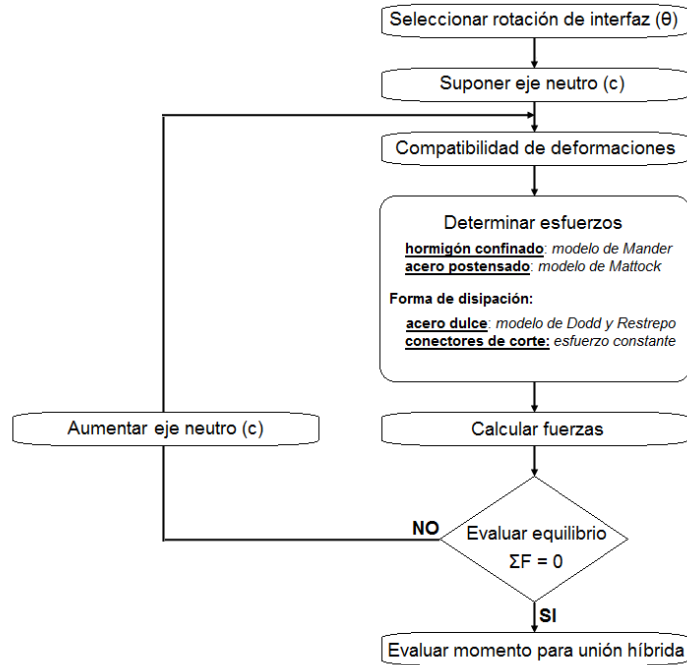 Seleccionar rotación de interfaz (θ)
Suponer eje neutro (c)
Compatibilidad de deformaciones
Determinar esfuerzos
hormigón confinado: modelo de Mander
acero postensado: modelo de Mattock
Forma de disipación:
acero dulce: modelo de Dodd y Restrepo
conectores de corte: esfuerzo constante
Aumentar eje neutro (c)
Calcular fuerzas
NO
Evaluar equilibrio
ΣF = 0
SI
Evaluar momento para unión híbrida